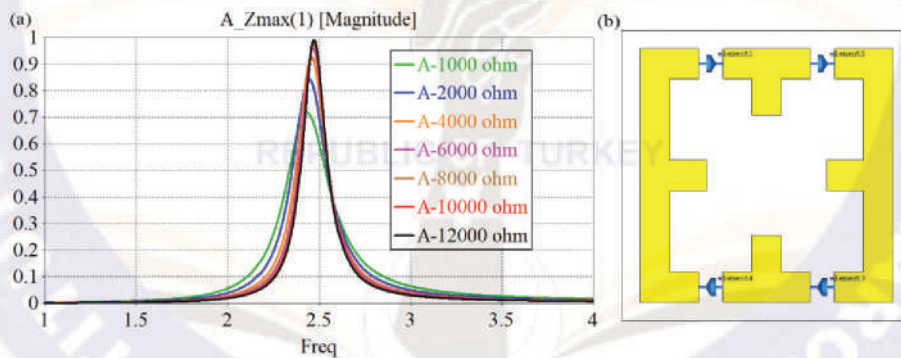 (a)
A_Zmax(1) [Magnitude]
(b)
1
0.9
0.8
0.7
0.6
0.5
0.4
0.3
0.2
0.1
0
A-1000 ohm
A-2000 ohm
A-4000 ohm
A-6000 ohm
A-8000 ohm
A-10000 ohm
A-12000 ohm
1
1.5
2
2.5
3
3.5
4
Freq